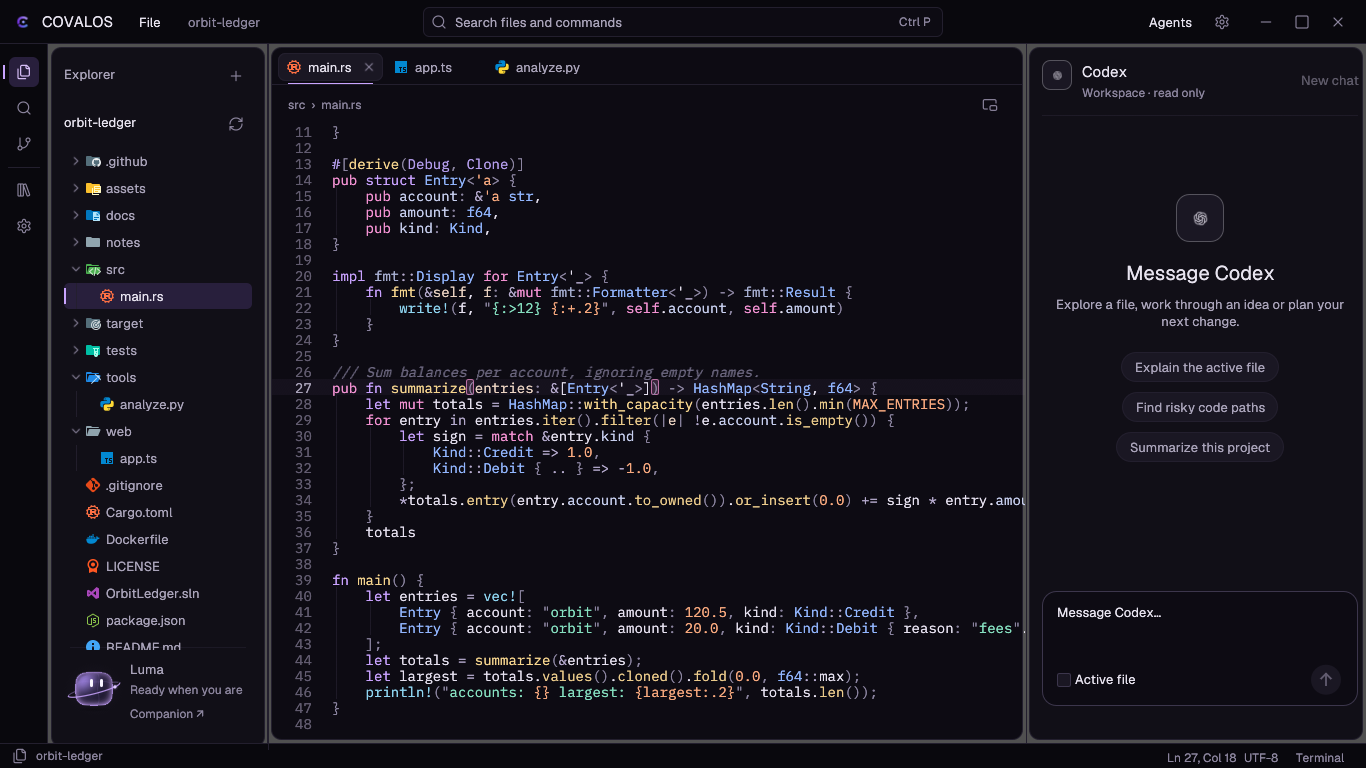 COVALOS File orbit-ledger Search files and commands Ctrl P Agents
Explorer
orbit-ledger
.github
assets
docs
notes
src
main.rs
target
tests
tools
analyze.py
web
app.ts
.gitignore
Cargo.toml
Dockerfile
LICENSE
OrbitLedger.sln
package.json
README.md
Luma
Ready when you are
Companion ↗
main.rs app.ts analyze.py
src › main.rs
11 }
12
13 #[derive(Debug, Clone)]
14 pub struct Entry<'a> {
15     pub account: &'a str,
16     pub amount: f64,
17     pub kind: Kind,
18 }
19
20 impl fmt::Display for Entry<'_> {
21     fn fmt(&self, f: &mut fmt::Formatter<'_>) -> fmt::Result {
22         write!(f, "{:>12} {:+.2}", self.account, self.amount)
23     }
24 }
25
26 /// Sum balances per account, ignoring empty names.
27 pub fn summarize(entries: &[Entry<'_>]) -> HashMap<String, f64> {
28     let mut totals = HashMap::with_capacity(entries.len().min(MAX_ENTRIES));
29     for entry in entries.iter().filter(|e| !e.account.is_empty()) {
30         let sign = match &entry.kind {
31             Kind::Credit => 1.0,
32             Kind::Debit { .. } => -1.0,
33         };
34         *totals.entry(entry.account.to_owned()).or_insert(0.0) += sign * entry.amou
35     }
36     totals
37 }
38
39 fn main() {
40     let entries = vec![
41         Entry { account: "orbit", amount: 120.5, kind: Kind::Credit },
42         Entry { account: "orbit", amount: 20.0, kind: Kind::Debit { reason: "fees".
43     ];
44     let totals = summarize(&entries);
45     let largest = totals.values().cloned().fold(0.0, f64::max);
46     println!("accounts: {} largest: {largest:.2}", totals.len());
47 }
48
Codex
Workspace · read only
New chat
Message Codex
Explore a file, work through an idea or plan your
next change.
Explain the active file
Find risky code paths
Summarize this project
Message Codex…
Active file
orbit-ledger Ln 27, Col 18 UTF-8 Terminal